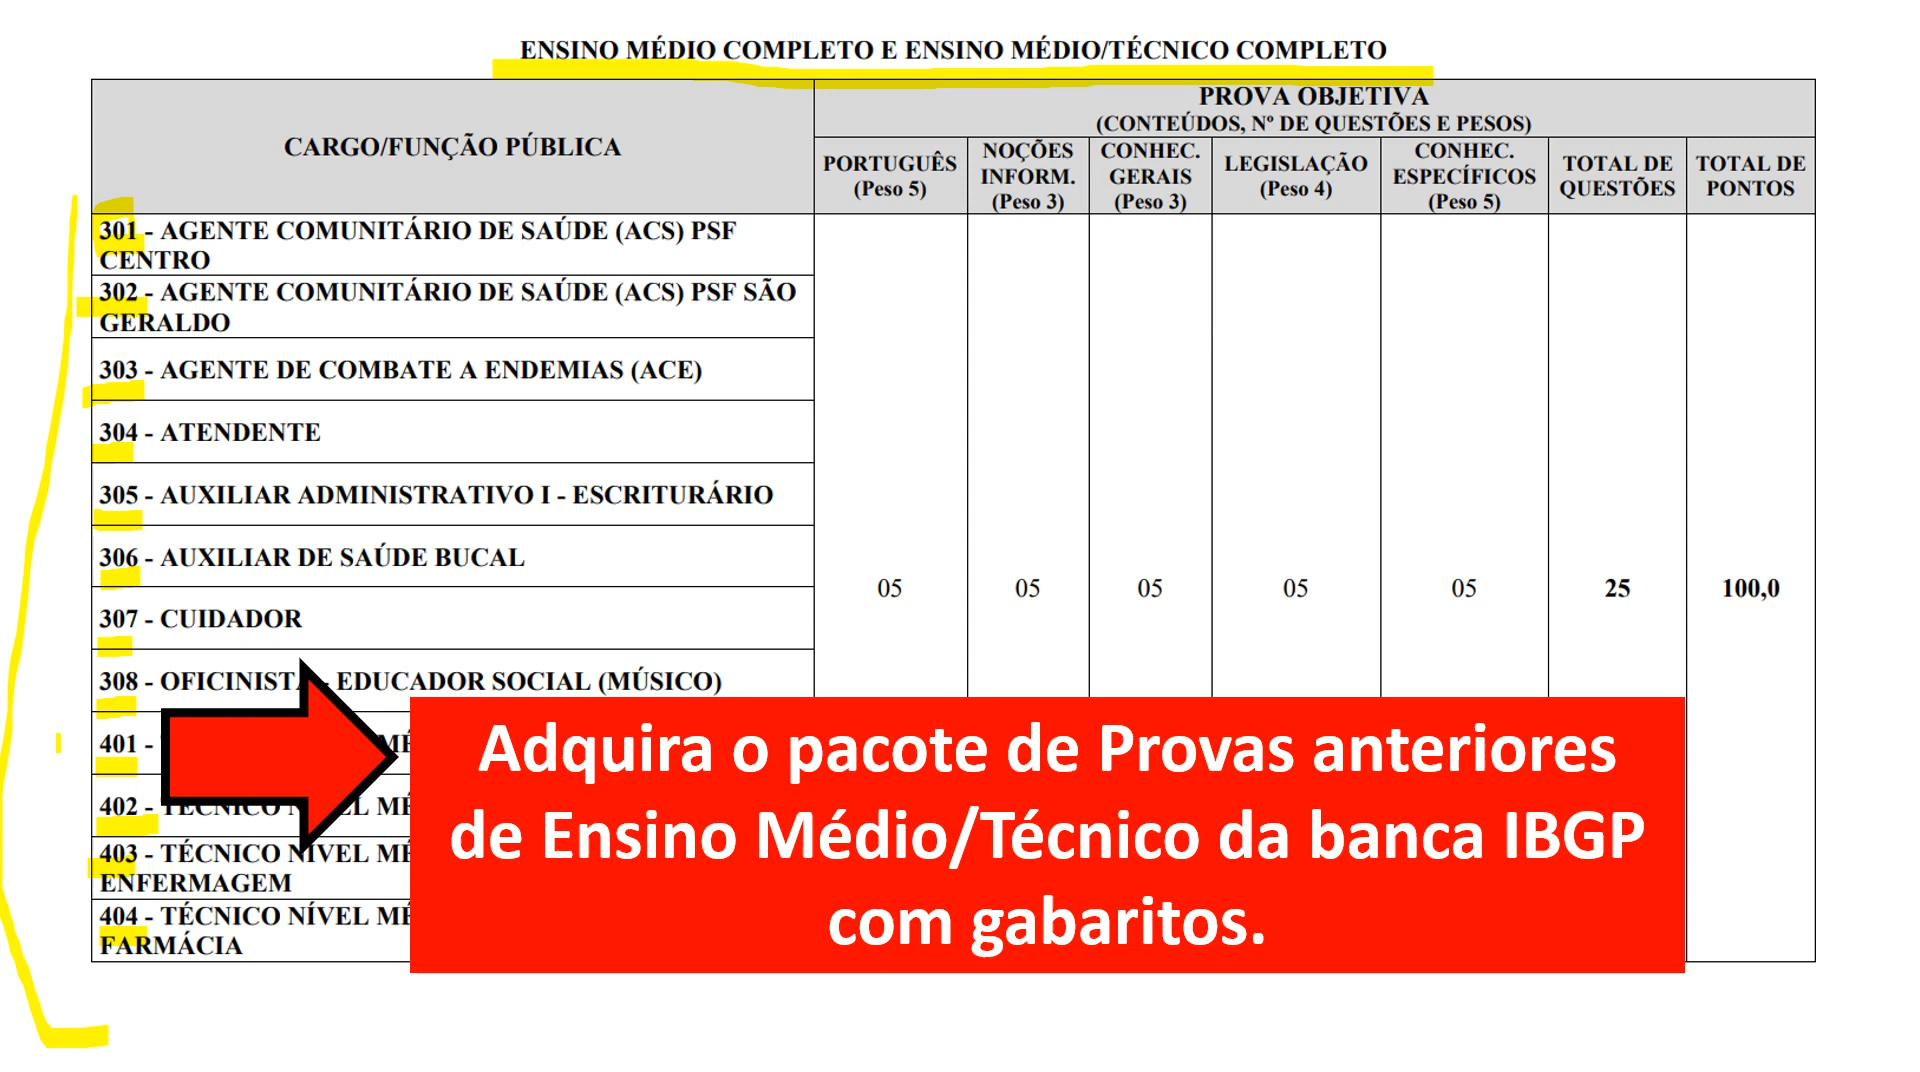 ENSINO MÉDIO COMPLETO E ENSINO MÉDIO/TÉCNICO COMPLETO
CARGO/FUNÇÃO PÚBLICA
PROVA OBJETIVA
(CONTEÚDOS, Nº DE QUESTÕES E PESOS)
PORTUGUÊS
(Peso 5)
NOÇÕES
INFORM.
(Peso 3)
CONHEC.
GERAIS
(Peso 3)
LEGISLAÇÃO
(Peso 4)
CONHEC.
ESPECÍFICOS
(Peso 5)
TOTAL DE
QUESTÕES
TOTAL DE
PONTOS
301 - AGENTE COMUNITÁRIO DE SAÚDE (ACS) PSF
CENTRO
302 - AGENTE COMUNITÁRIO DE SAÚDE (ACS) PSF SÃO
GERALDO
303 - AGENTE DE COMBATE A ENDEMIAS (ACE)
304 - ATENDENTE
305 - AUXILIAR ADMINISTRATIVO I - ESCRITURÁRIO
306 - AUXILIAR DE SAÚDE BUCAL
307 - CUIDADOR
308 - OFICINISTA - EDUCADOR SOCIAL (MÚSICO)
401 -
402 - TÉCNICO
403 - TÉCNICO NÍVEL
ENFERMAGEM
404 - TÉCNICO NÍVEL
FARMÁCIA
05 05 05 05 05 25 100,0
Adquira o pacote de Provas anteriores
de Ensino Médio/Técnico da banca IBGP
com gabaritos.